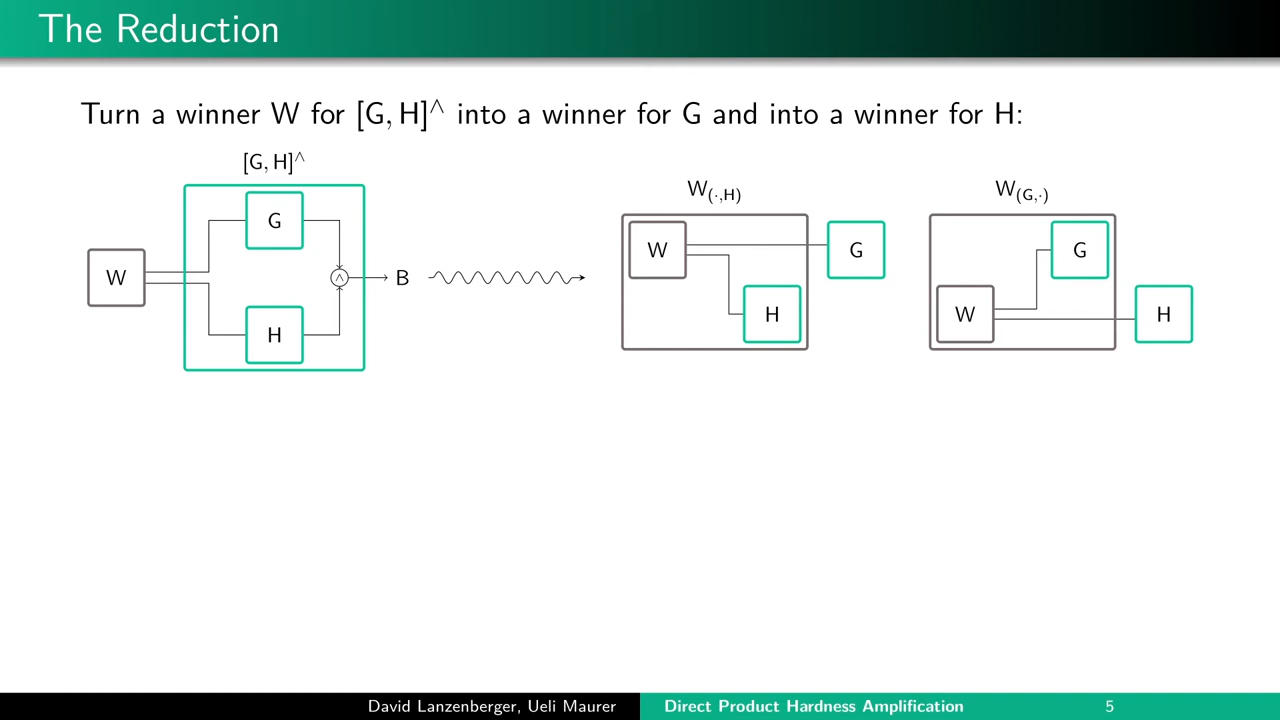 The Reduction
Turn a winner W for [G, H]^∧ into a winner for G and into a winner for H:
[G, H]^∧
W
G
H
∧
B
W_(·,H)
W
G
H
W_(G,·)
G
W
H
David Lanzenberger, Ueli Maurer
Direct Product Hardness Amplification
5